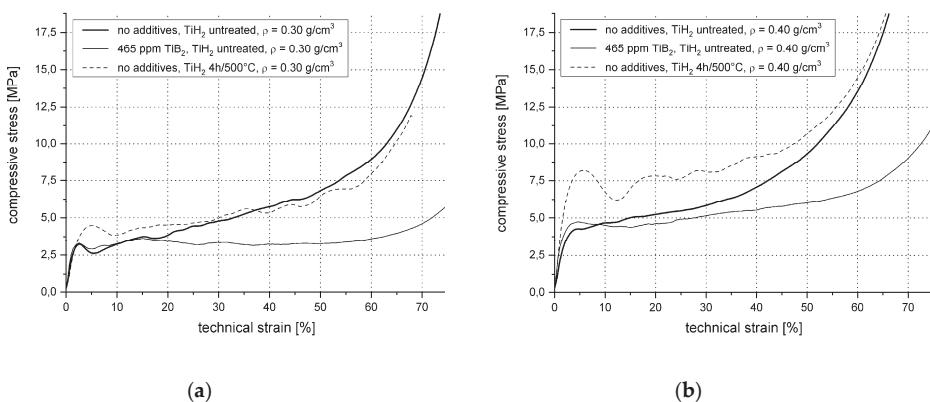 17,5
15,0
12,5
10,0
7,5
5,0
2,5
0,0
compressive stress [MPa]
no additives, TiH₂ untreated, ρ = 0.30 g/cm³
465 ppm TiB₂, TiH₂ untreated, ρ = 0.30 g/cm³
no additives, TiH₂ 4h/500°C, ρ = 0.30 g/cm³
0 10 20 30 40 50 60 70
technical strain [%]
(a)
17,5
15,0
12,5
10,0
7,5
5,0
2,5
0,0
compressive stress [MPa]
no additives, TiH₂ untreated, ρ = 0.40 g/cm³
465 ppm TiB₂, TiH₂ untreated, ρ = 0.40 g/cm³
no additives, TiH₂ 4h/500°C, ρ = 0.40 g/cm³
0 10 20 30 40 50 60 70
technical strain [%]
(b)